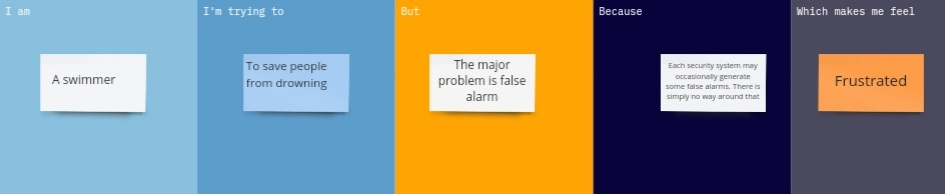 I am
A swimmer
I'm trying to
To save people
from drowning
But
The major
problem is false
alarm
Because
Each security system may
occasionally generate
some false alarms. There is
simply no way around that
Which makes me feel
Frustrated